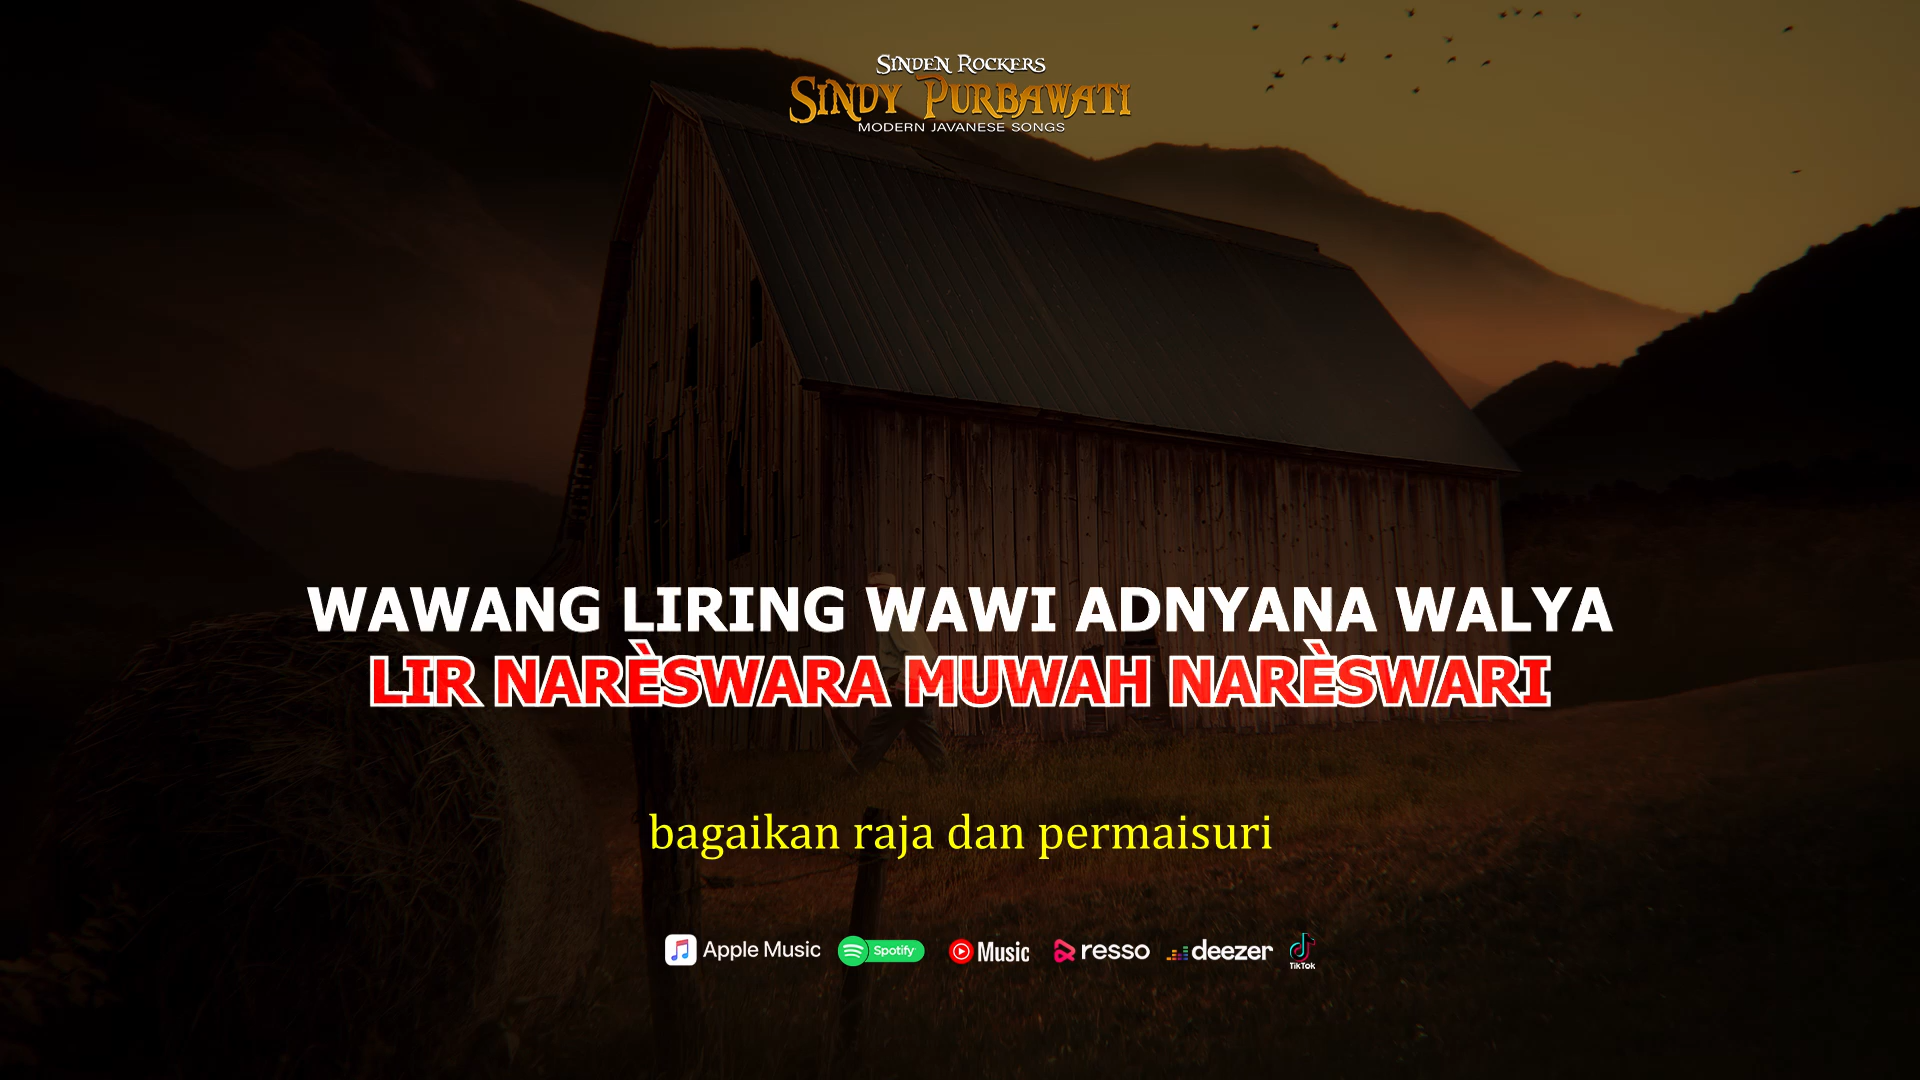 SINDEN ROCKERS
SINDY PURBAWATI
MODERN JAVANESE SONGS
WAWANG LIRING WAWI ADNYANA WALYA
LIR NARÈSWARA MUWAH NARÈSWARI
bagaikan raja dan permaisuri
Apple Music Spotify Music resso deezer TikTok